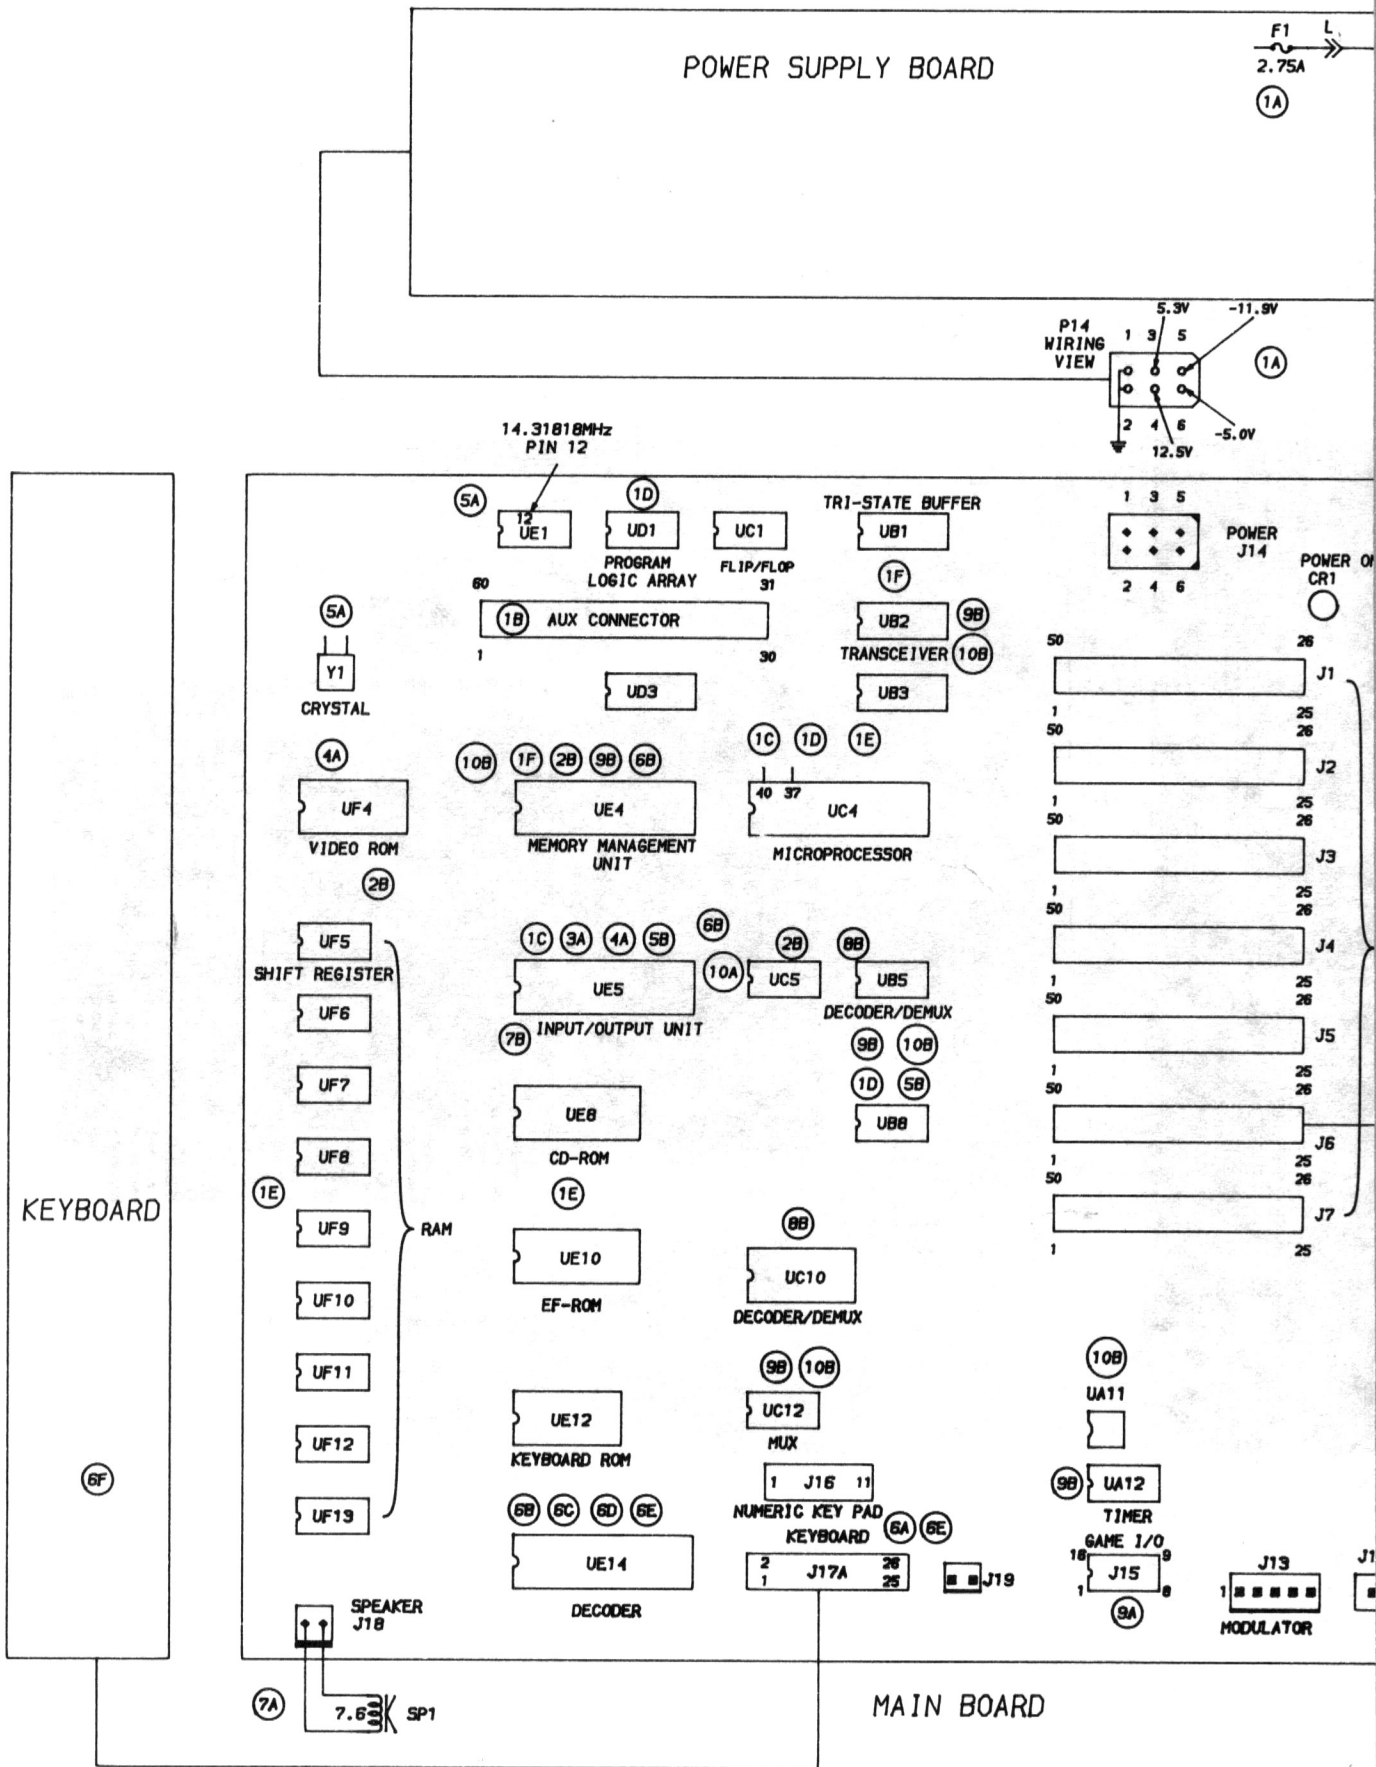 F1
L
2.75A
1A
POWER SUPPLY BOARD
P14
WIRING
VIEW
5.3V
-11.9V
1 3 5
1A
2 4 6
12.5V
-5.0V
14.31818MHz
PIN 12
5A
12
UE1
1D
UD1
PROGRAM
LOGIC ARRAY
UC1
FLIP/FLOP
TRI-STATE BUFFER
UB1
1F
1 3 5
2 4 6
POWER
J14
POWER ON
CR1
60
31
1B AUX CONNECTOR
1
30
UB2
9B
TRANSCEIVER
10B
5A
Y1
CRYSTAL
UD3
UB3
50
26
J1
1
25
50
26
J2
1
25
50
26
J3
1
25
50
26
J4
1
25
50
26
J5
1
25
50
26
J6
1
25
50
26
J7
1
25
4A
UF4
VIDEO ROM
2B
10B 1F 2B 9B 6B
UE4
MEMORY MANAGEMENT
UNIT
1C 1D 1E
40 37
UC4
MICROPROCESSOR
UF5
SHIFT REGISTER
UF6
UF7
UF8
1E
UF9
RAM
UF10
UF11
UF12
UF13
1C 3A 4A 5B
6B
UE5
10A
7B
INPUT/OUTPUT UNIT
2B
UC5
8B
UB5
DECODER/DEMUX
9B 10B
1D 5B
UB8
UE8
CD-ROM
1E
UE10
EF-ROM
8B
UC10
DECODER/DEMUX
KEYBOARD
6F
UE12
KEYBOARD ROM
9B 10B
UC12
MUX
10B
UA11
1 J16 11
NUMERIC KEY PAD
KEYBOARD
6A 6E
9B
UA12
TIMER
6B 6C 6D 6E
UE14
DECODER
2 26
J17A
1 25
J19
GAME I/O
16 9
J15
1 8
9A
J13
1
MODULATOR
J1
SPEAKER
J18
7A
7.6
SP1
MAIN BOARD